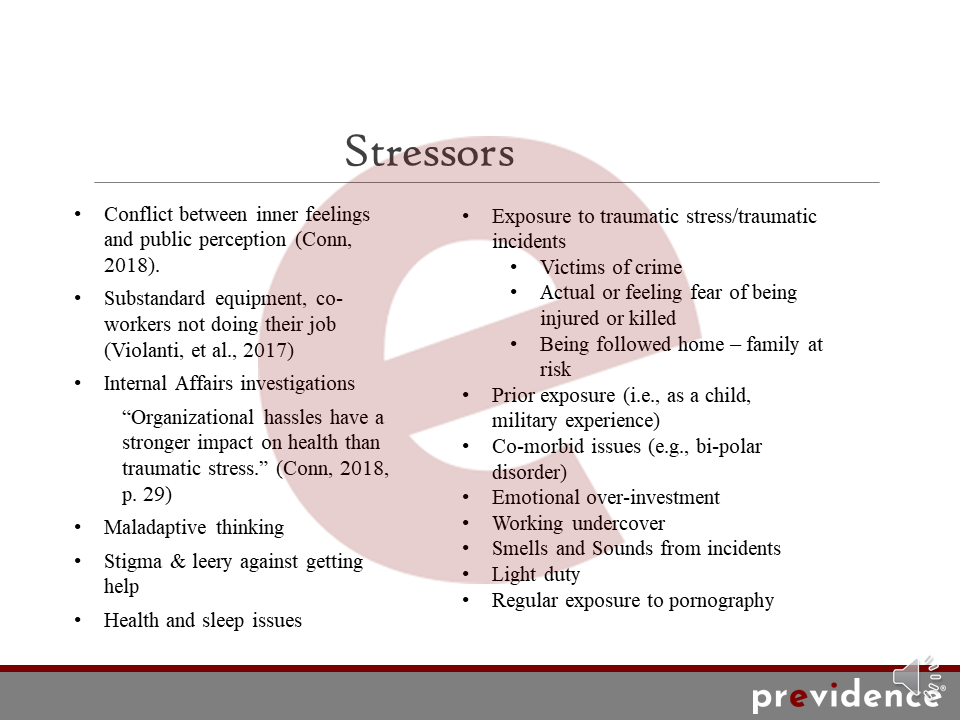 Stressors
• Conflict between inner feelings
and public perception (Conn,
2018).
• Substandard equipment, co-
workers not doing their job
(Violanti, et al., 2017)
• Internal Affairs investigations
“Organizational hassles have a
stronger impact on health than
traumatic stress.” (Conn, 2018,
p. 29)
• Maladaptive thinking
• Stigma & leery against getting
help
• Health and sleep issues
• Exposure to traumatic stress/traumatic
incidents
• Victims of crime
• Actual or feeling fear of being
injured or killed
• Being followed home – family at
risk
• Prior exposure (i.e., as a child,
military experience)
• Co-morbid issues (e.g., bi-polar
disorder)
• Emotional over-investment
• Working undercover
• Smells and Sounds from incidents
• Light duty
• Regular exposure to pornography
e
previdence®